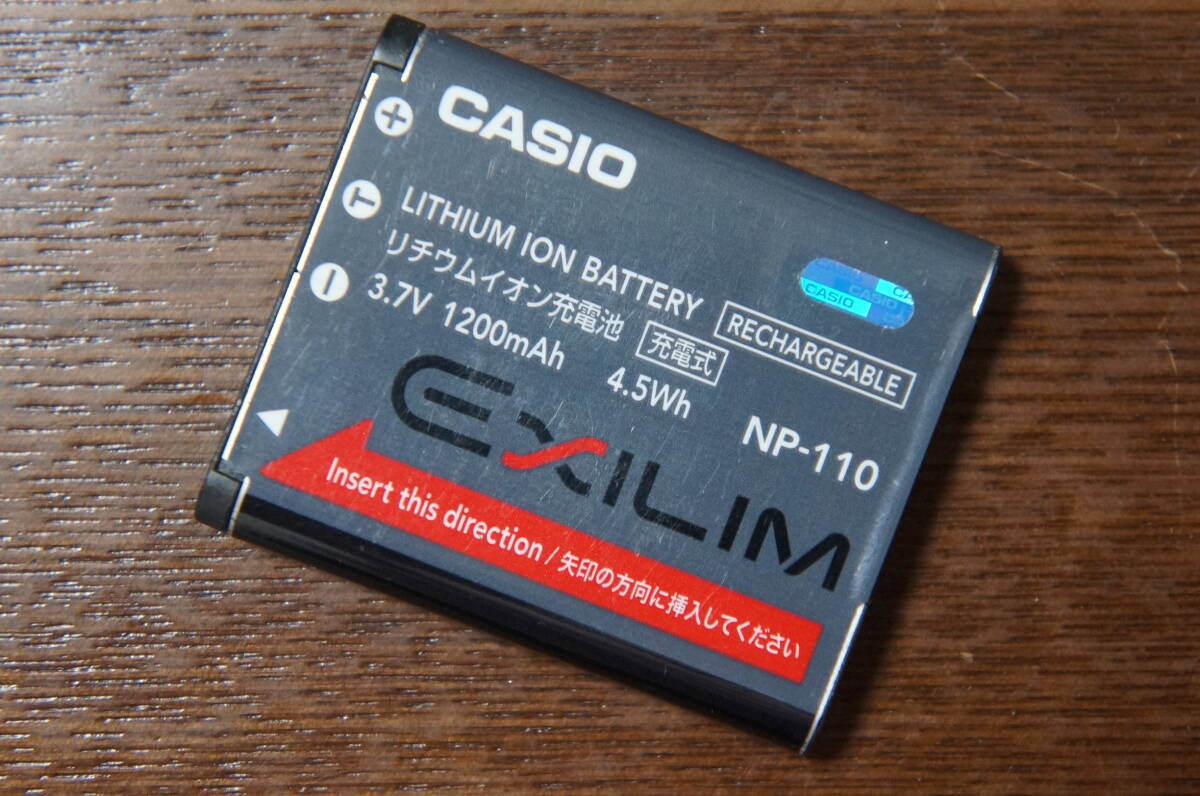 CASIO
CASIO
LITHIUM ION BATTERY RECHARGEABLE
リチウムイオン充電池 充電式
3.7V 1200mAh 4.5Wh NP-110
EXILIM
Insert this direction / 矢印の方向に挿入してください
+
T
−